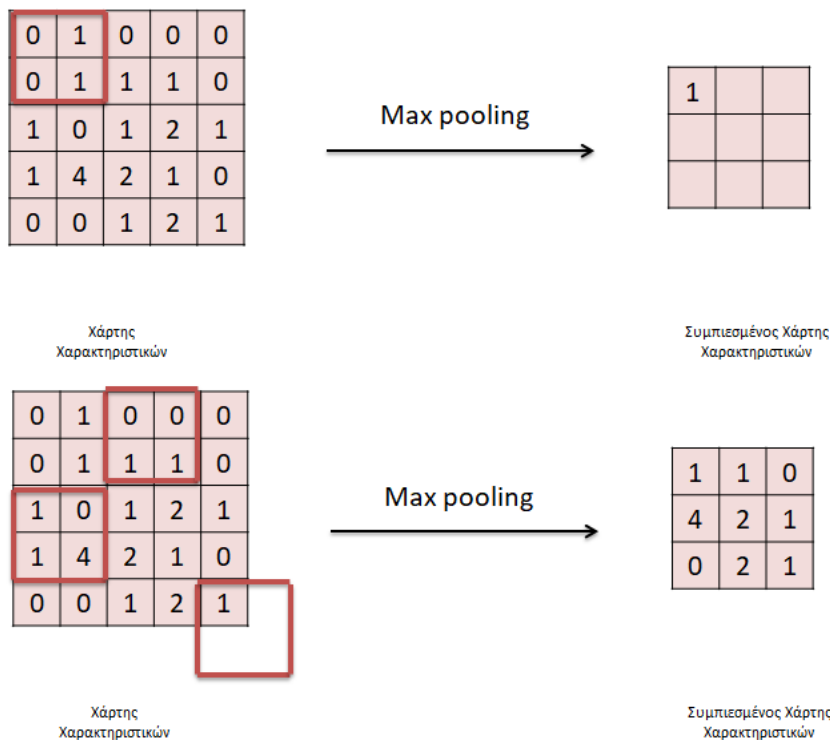 0 1 0 0 0
0 1 1 1 0
1 0 1 2 1
1 4 2 1 0
0 0 1 2 1
Max pooling
1
Χάρτης
Χαρακτηριστικών
Συμπιεσμένος Χάρτης
Χαρακτηριστικών
0 1 0 0 0
0 1 1 1 0
1 0 1 2 1
1 4 2 1 0
0 0 1 2 1
Max pooling
1 1 0
4 2 1
0 2 1
Χάρτης
Χαρακτηριστικών
Συμπιεσμένος Χάρτης
Χαρακτηριστικών